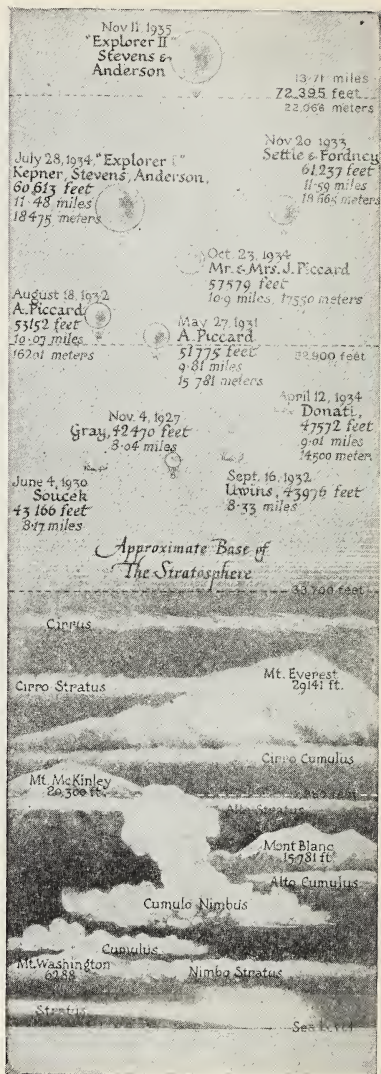 Nov 11, 1935
"Explorer II"
Stevens &
Anderson
13.71 miles
72,395 feet
22,066 meters
Nov 20 1933
Settle & Fordney
61,237 feet
11.59 miles
18 665 meters
July 28, 1934, "Explorer I"
Kepner, Stevens, Anderson,
60,613 feet
11.48 miles
18475 meters
Oct. 23, 1934
Mr. & Mrs. J. Piccard
57579 feet
10.9 miles, 17550 meters
August 18, 1932
A. Piccard
53152 feet
10.07 miles
16201 meters
May 27, 1931
A. Piccard
51775 feet
9.81 miles
15 781 meters
900 feet
April 12, 1934
Donati,
47572 feet
9.01 miles
14500 meters
Nov. 4, 1927
Gray, 42470 feet
8.04 miles
June 4, 1930
Soucek
43 166 feet
8.17 miles
Sept. 16, 1932
Uwins, 43976 feet
8.33 miles
Approximate Base of
The Stratosphere
feet
Cirrus
Mt. Everest
29141 ft.
Cirro Stratus
Cirro Cumulus
Mt. McKinley
20,300 ft.
feet
Alto Stratus
Mont Blanc
15,781 ft.
Alto Cumulus
Cumulo Nimbus
Cumulus
Mt. Washington
6288
Nimbo Stratus
Stratus
Sea Level